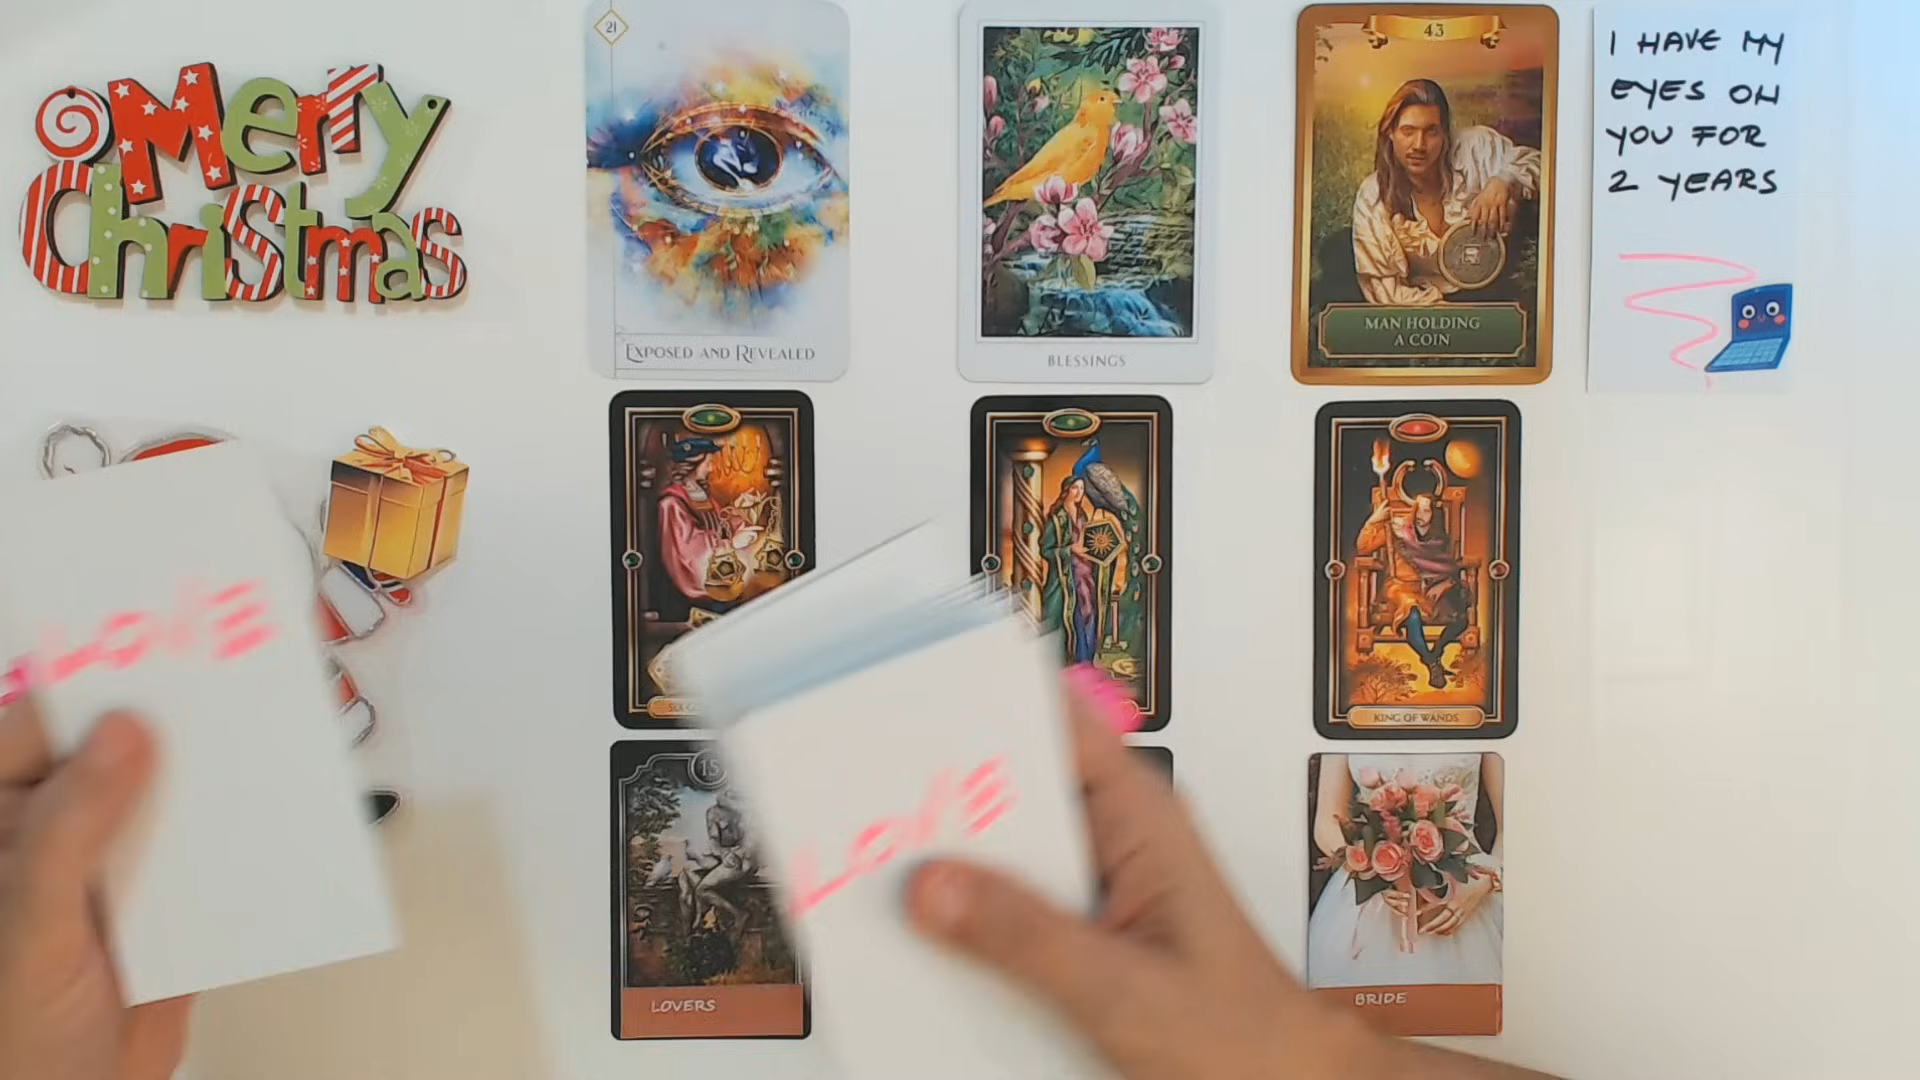 Merry
Christmas
21
EXPOSED AND REVEALED
BLESSINGS
43
MAN HOLDING
A COIN
I HAVE MY
EYES ON
YOU FOR
2 YEARS
KING OF WANDS
15
LOVE
LOVE
LOVERS
BRIDE